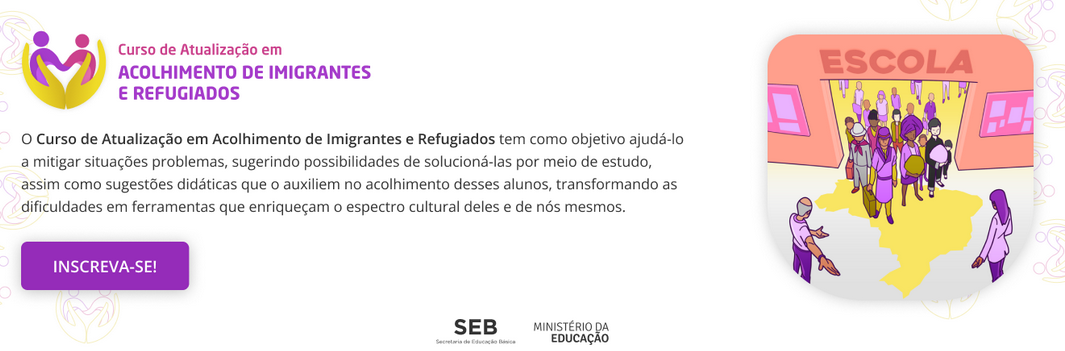 Curso de Atualização em
ACOLHIMENTO DE IMIGRANTES
E REFUGIADOS
O Curso de Atualização em Acolhimento de Imigrantes e Refugiados tem como objetivo ajudá-lo
a mitigar situações problemas, sugerindo possibilidades de solucioná-las por meio de estudo,
assim como sugestões didáticas que o auxiliem no acolhimento desses alunos, transformando as
dificuldades em ferramentas que enriqueçam o espectro cultural deles e de nós mesmos.
INSCREVA-SE!
ESCOLA
SEB
Secretaria de Educação Básica
MINISTÉRIO DA
EDUCAÇÃO